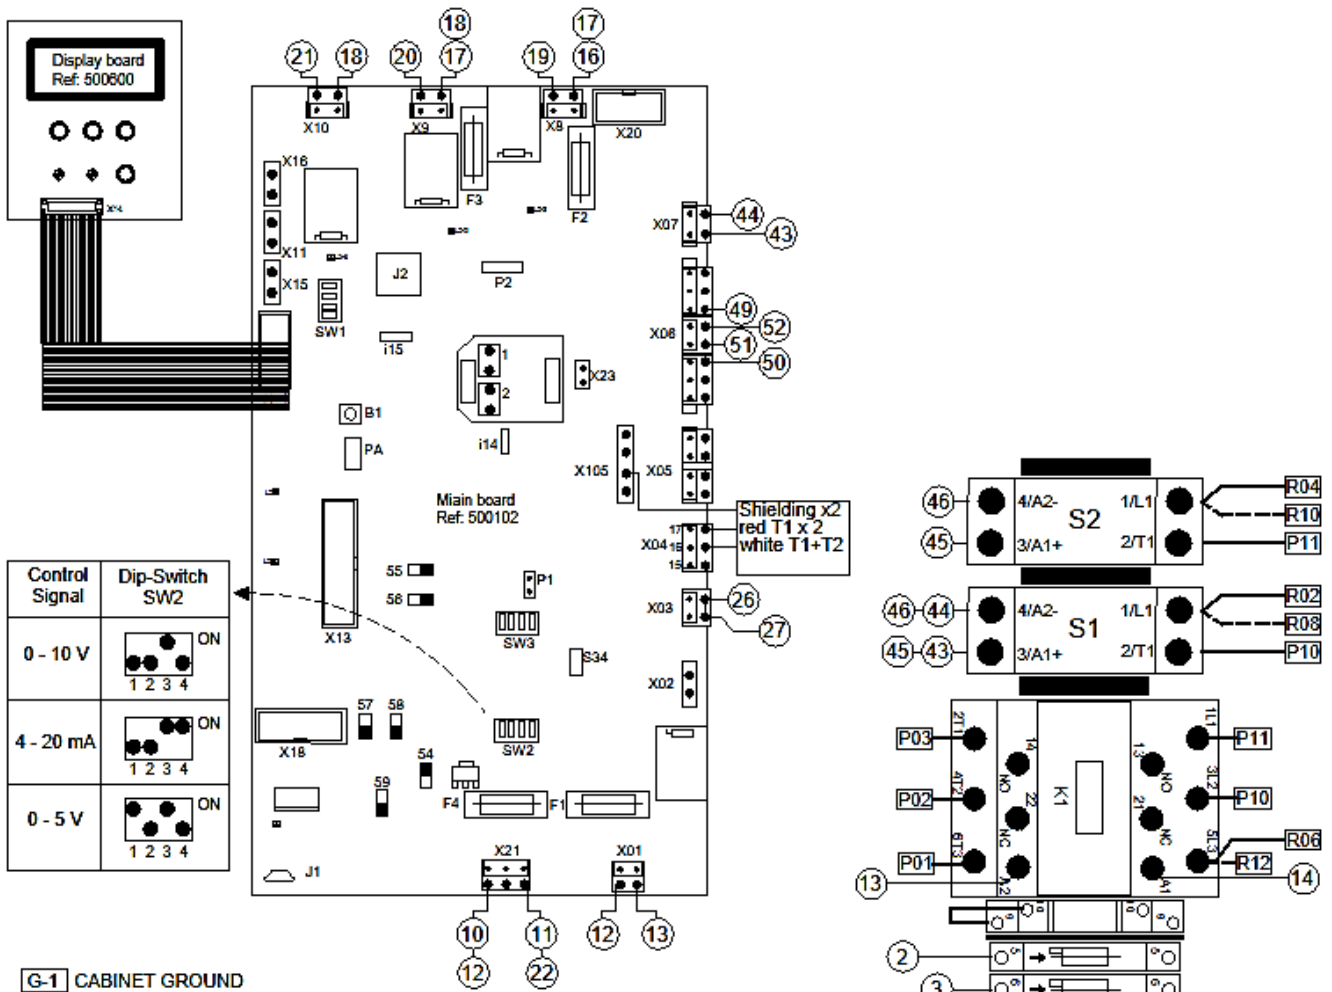 18
17
21
18
20
17
19
16
Display board
Ref: 500600
X14
X10
X9
X8
X20
F3
F2
X16
X11
X15
SW1
J2
P2
i15
X07
44
43
49
X06
52
51
50
1
2
X23
B1
PA
i14
X105
X05
Miain board
Ref: 500102
Shielding x2
red T1 x 2
white T1+T2
17
X04
16
15
55
56
P1
X03
26
27
X13
SW3
S34
X02
57
58
X18
SW2
54
59
F4
F1
J1
X21
X01
10
11
12
13
12
22
Control
Signal
Dip-Switch
SW2
0 - 10 V
ON
1 2 3 4
4 - 20 mA
ON
1 2 3 4
0 - 5 V
ON
1 2 3 4
G-1 CABINET GROUND
46
4/A2-
S2
1/L1
R04
R10
45
3/A1+
2/T1
P11
46
44
4/A2-
S1
1/L1
R02
R08
45
43
3/A1+
2/T1
P10
P03
2T1
14
NO
13
NO
1L1
P11
P02
4T2
22
NC
K1
21
NC
3L2
P10
P01
6T3
A2
A1
5L3
R06
R12
13
14
2
5
6
3
6
6